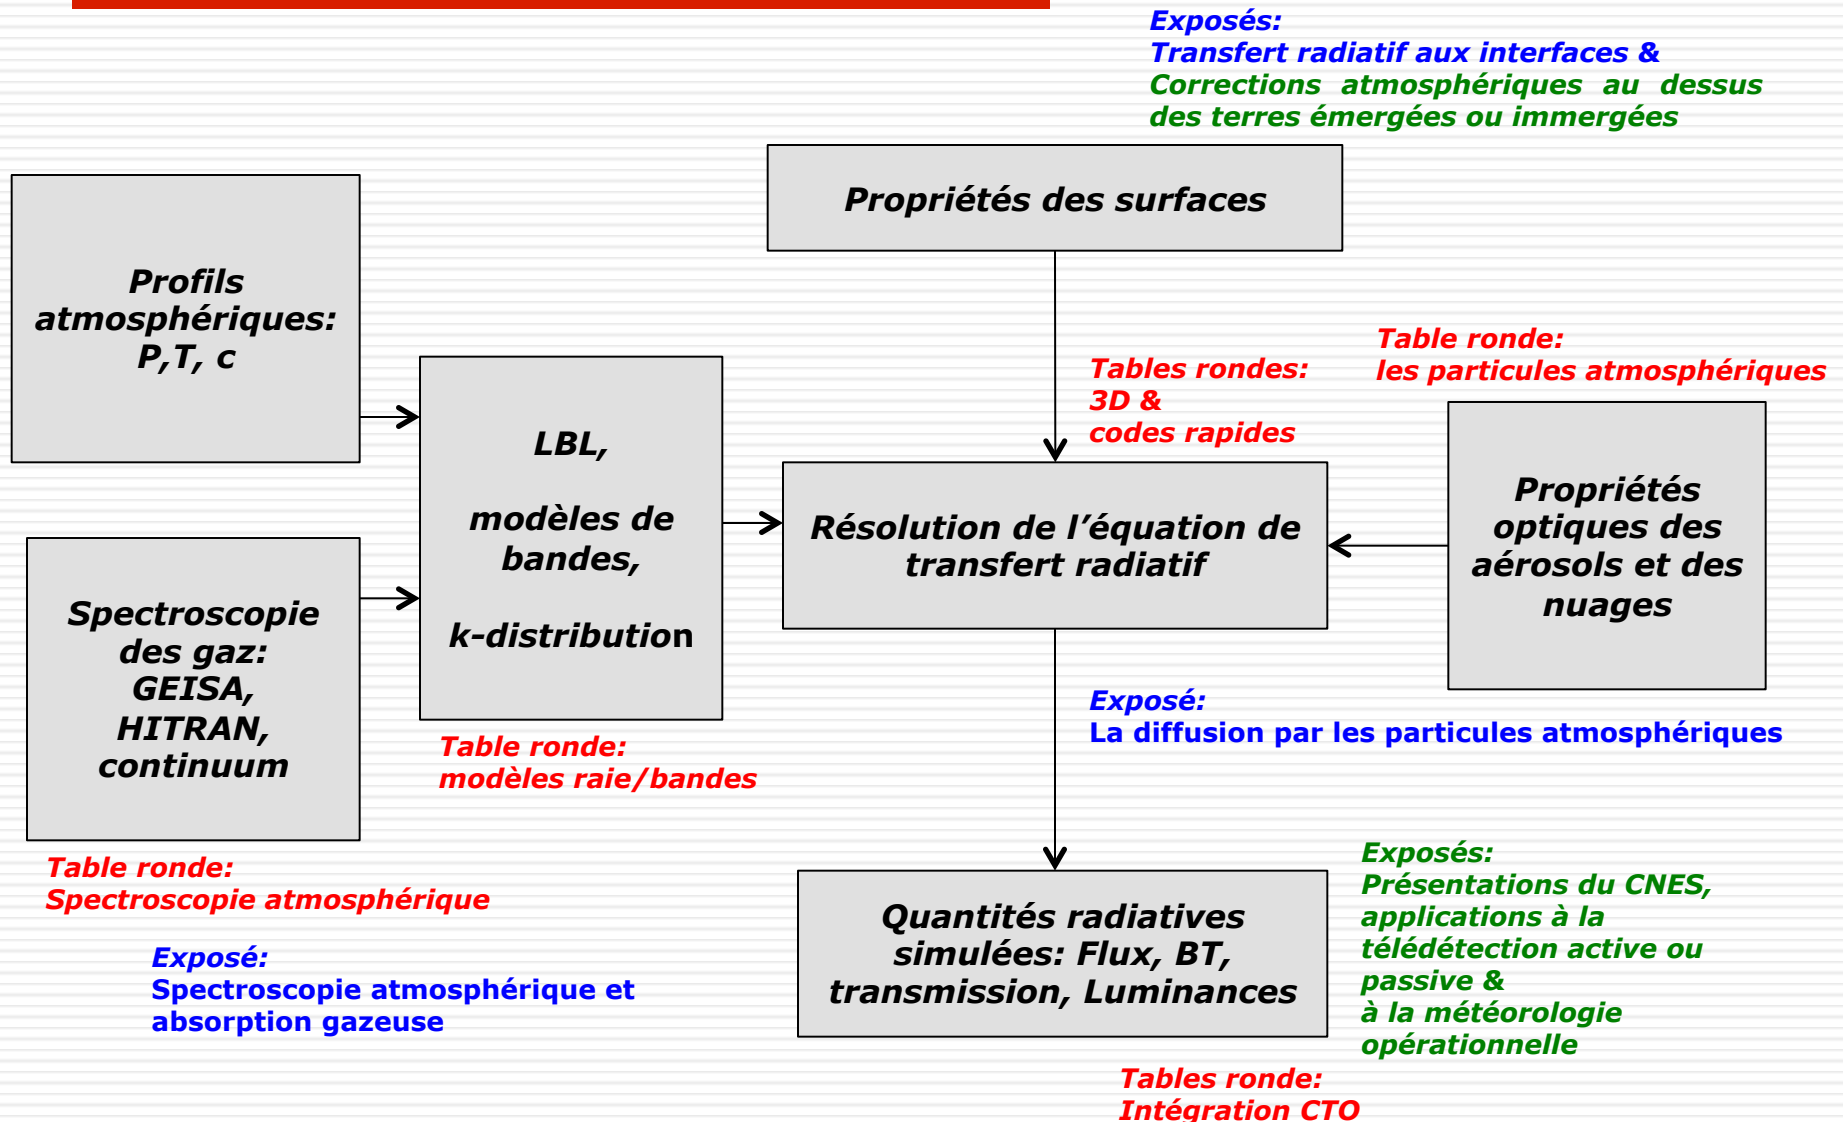 Exposés:
Transfert radiatif aux interfaces &
Corrections atmosphériques au dessus
des terres émergées ou immergées
Propriétés des surfaces
Profils
atmosphériques:
P,T, c
Tables rondes:
3D &
codes rapides
Table ronde:
les particules atmosphériques
LBL,
modèles de
bandes,
k-distribution
Résolution de l’équation de
transfert radiatif
Propriétés
optiques des
aérosols et des
nuages
Spectroscopie
des gaz:
GEISA,
HITRAN,
continuum
Exposé:
La diffusion par les particules atmosphériques
Table ronde:
modèles raie/bandes
Table ronde:
Spectroscopie atmosphérique
Exposé:
Spectroscopie atmosphérique et
absorption gazeuse
Quantités radiatives
simulées: Flux, BT,
transmission, Luminances
Exposés:
Présentations du CNES,
applications à la
télédétection active ou
passive &
à la météorologie
opérationnelle
Tables ronde:
Intégration CTO